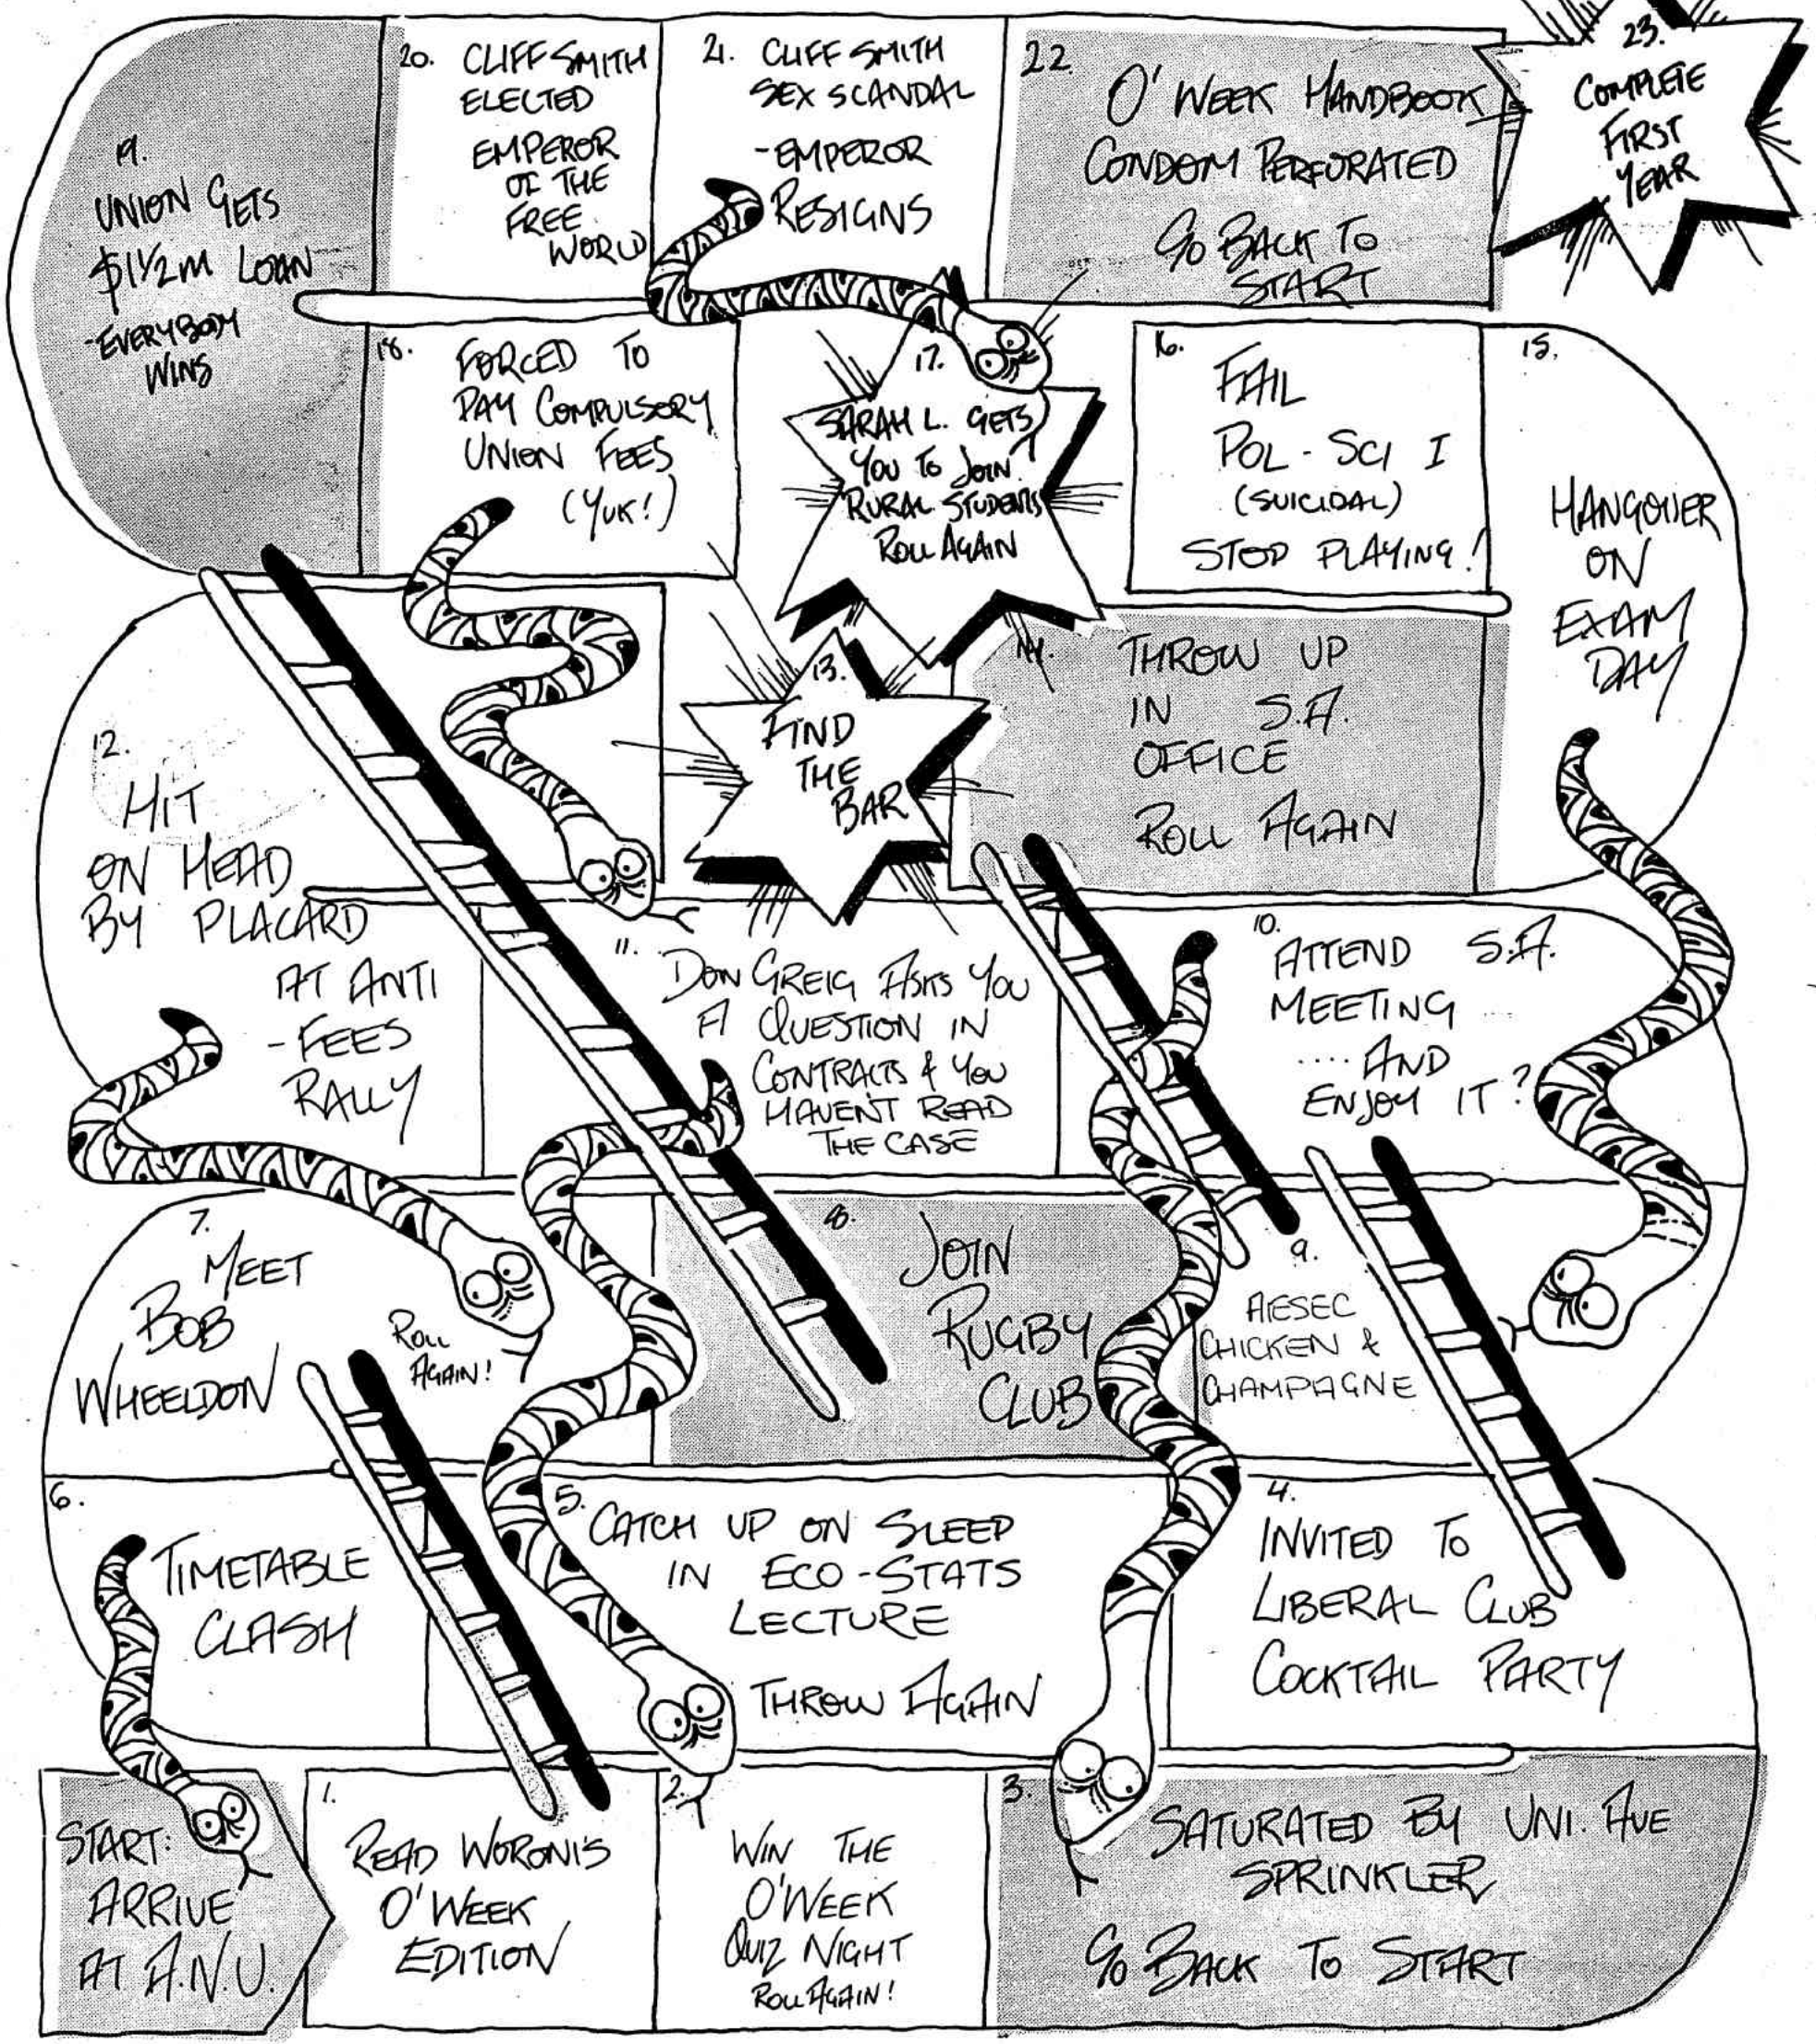 19.
UNION GETS
$1½M LOAN
-EVERYBODY
WINS
20. CLIFF SMITH
ELECTED
EMPEROR
OF THE
FREE
WORLD
21. CLIFF SMITH
SEX SCANDAL
-EMPEROR
RESIGNS
22.
O'WEEK HANDBOOK
CONDOM PERFORATED
GO BACK TO
START
23.
COMPLETE
FIRST
YEAR
18.
FORCED TO
PAY COMPULSORY
UNION FEES
(YUK!)
17.
SARAH L. GETS
YOU TO JOIN
RURAL STUDENTS
ROLL AGAIN
16.
FAIL
POL-SCI I
(SUICIDAL)
STOP PLAYING!
15.
HANGOVER
ON
EXAM
DAY
12.
HIT
ON HEAD
BY PLACARD
AT ANTI
-FEES
RALLY
13.
FIND
THE
BAR
14.
THROW UP
IN S.A.
OFFICE
ROLL AGAIN
11.
DON GREIG ASKS YOU
A QUESTION IN
CONTRACTS & YOU
HAVENT READ
THE CASE
10.
ATTEND S.A.
MEETING ...
.... AND
ENJOY IT?
7.
MEET
BOB
WHEELDON
ROLL
AGAIN!
8.
JOIN
RUGBY
CLUB
9.
AIESEC
CHICKEN &
CHAMPAGNE
6.
TIMETABLE
CLASH
5. CATCH UP ON SLEEP
IN ECO-STATS
LECTURE
THROW AGAIN
4.
INVITED TO
LIBERAL CLUB
COCKTAIL PARTY
START:
ARRIVE
AT A.N.U.
1.
READ WORONI'S
O'WEEK
EDITION
2.
WIN THE
O'WEEK
QUIZ NIGHT
ROLL AGAIN!
3.
SATURATED BY UNI. AVE
SPRINKLER
GO BACK TO START